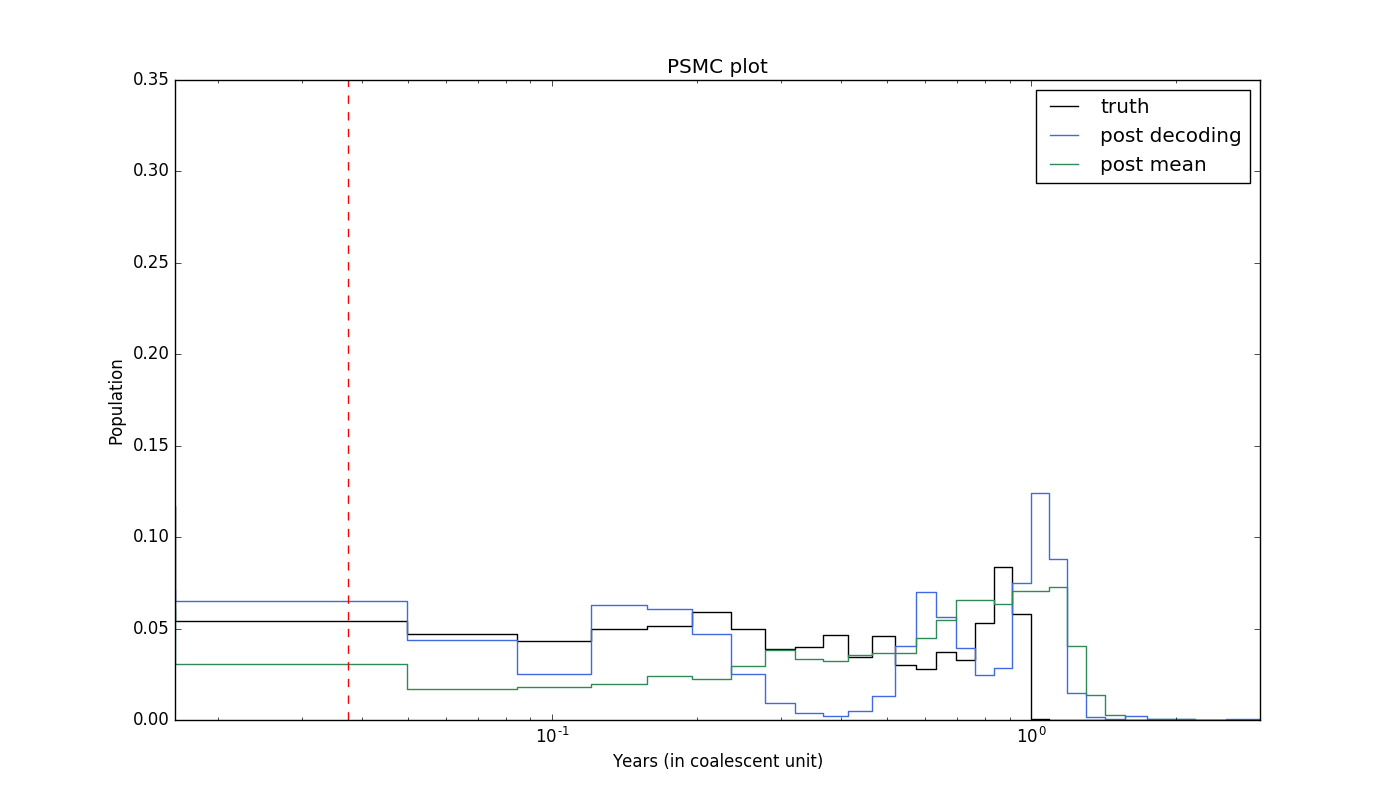 PSMC plot
0.35
0.30
0.25
0.20
0.15
0.10
0.05
0.00
Population
truth
post decoding
post mean
10⁻¹ 10⁰
Years (in coalescent unit)